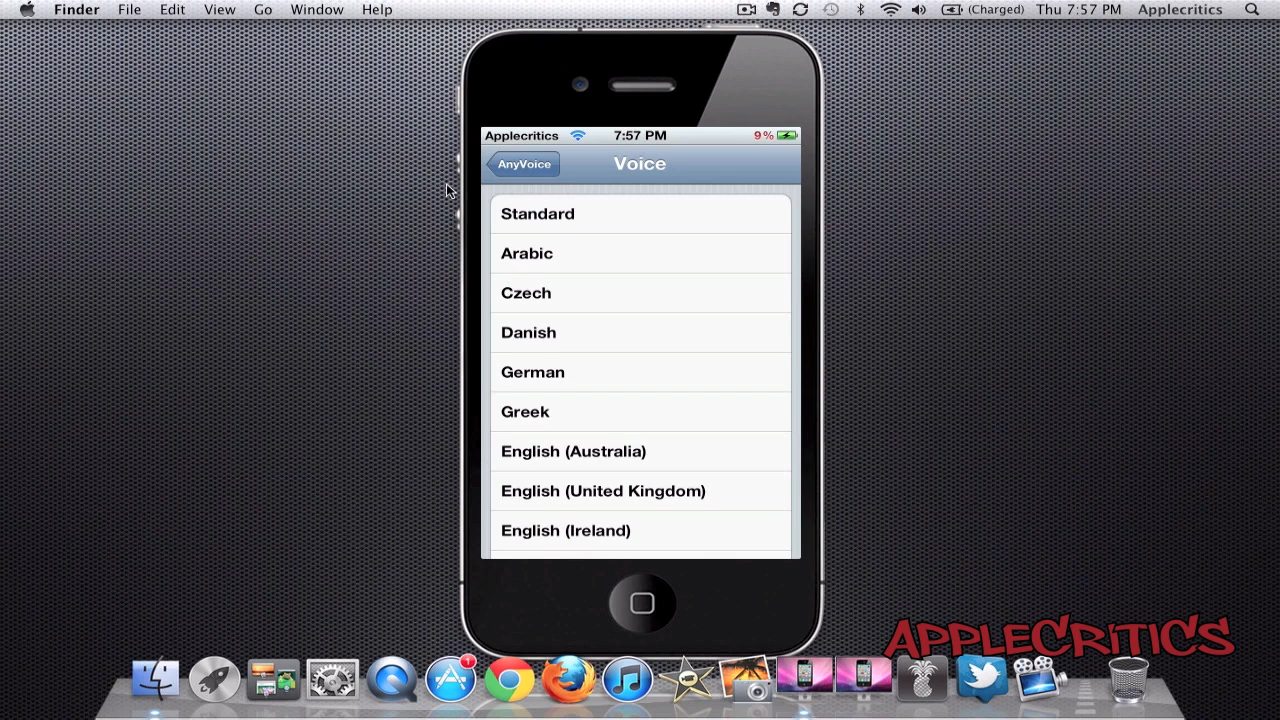 Finder File Edit View Go Window Help (Charged) Thu 7:57 PM Applecritics
Applecritics 7:57 PM 9%
AnyVoice Voice
Standard
Arabic
Czech
Danish
German
Greek
English (Australia)
English (United Kingdom)
English (Ireland)
APPLECRITICS
1